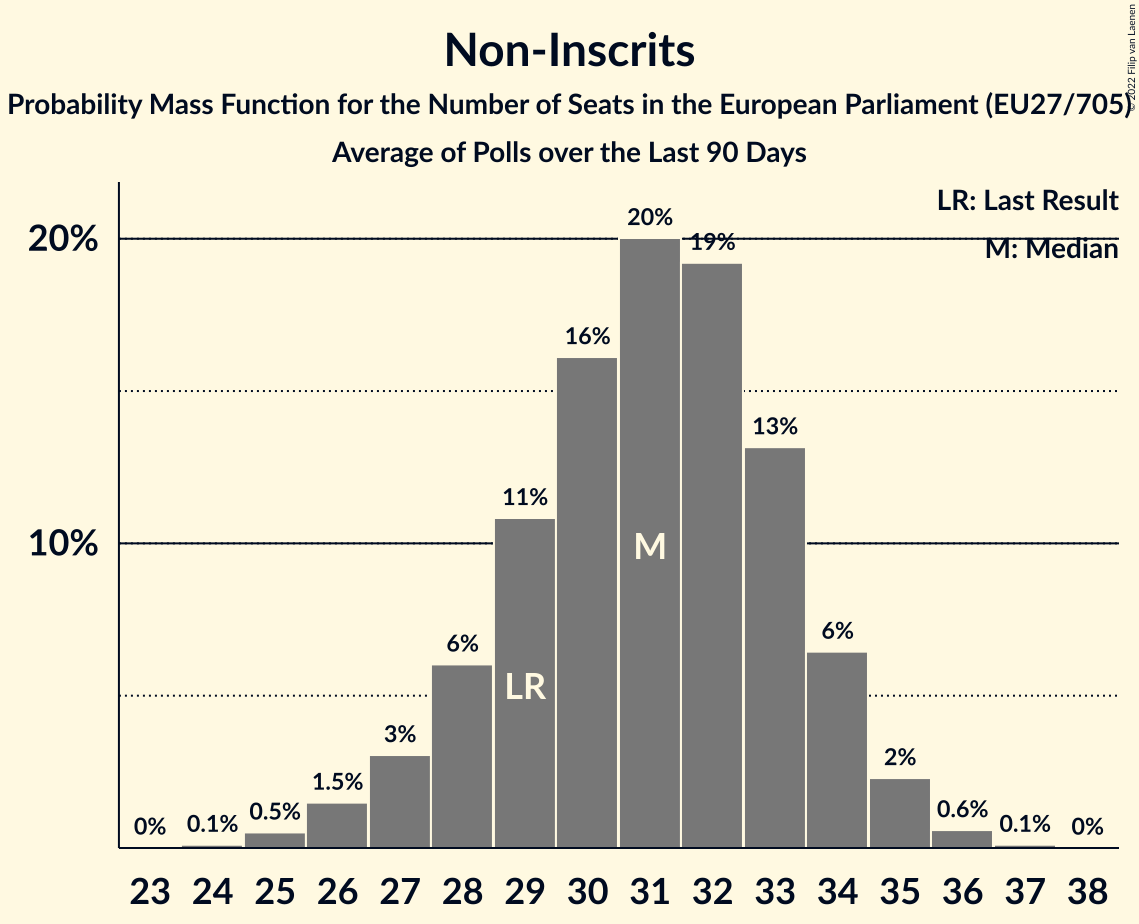 Non-Inscrits
Probability Mass Function for the Number of Seats in the European Parliament (EU27/705)
Average of Polls over the Last 90 Days
© 2022 Filip van Laenen
LR: Last Result
M: Median
20%
10%
0%
0.1%
0.5%
1.5%
3%
6%
11%
16%
20%
19%
13%
6%
2%
0.6%
0.1%
0%
LR
M
23 24 25 26 27 28 29 30 31 32 33 34 35 36 37 38